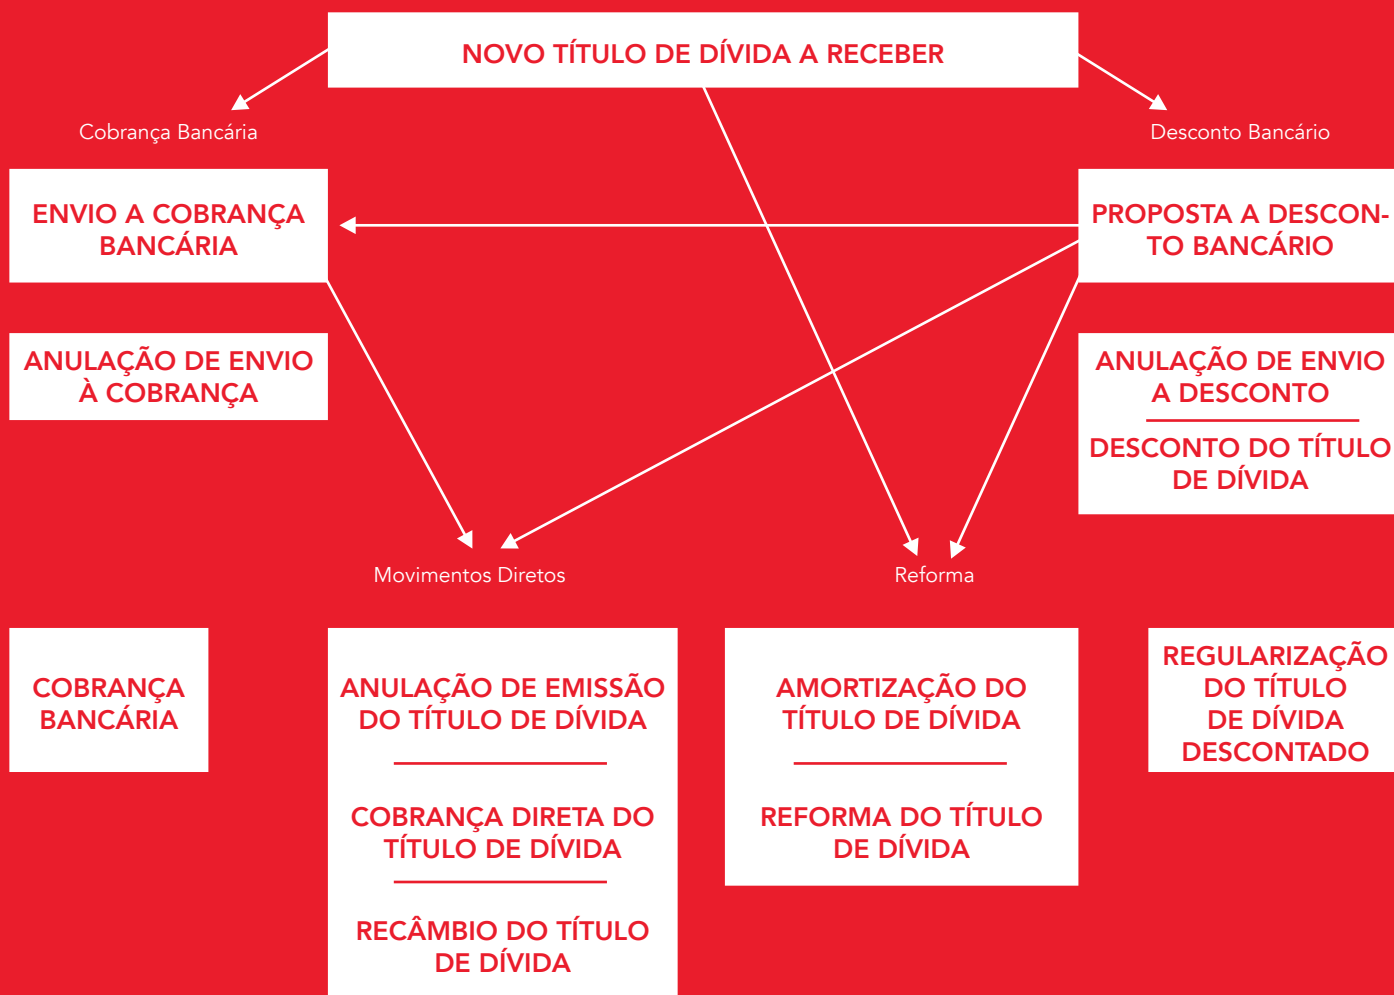 NOVO TÍTULO DE DÍVIDA A RECEBER
Cobrança Bancária
Desconto Bancário
ENVIO A COBRANÇA
BANCÁRIA
PROPOSTA A DESCON-
TO BANCÁRIO
ANULAÇÃO DE ENVIO
À COBRANÇA
ANULAÇÃO DE ENVIO
A DESCONTO
DESCONTO DO TÍTULO
DE DÍVIDA
Movimentos Diretos
Reforma
COBRANÇA
BANCÁRIA
ANULAÇÃO DE EMISSÃO
DO TÍTULO DE DÍVIDA
COBRANÇA DIRETA DO
TÍTULO DE DÍVIDA
RECÂMBIO DO TÍTULO
DE DÍVIDA
AMORTIZAÇÃO DO
TÍTULO DE DÍVIDA
REFORMA DO TÍTULO
DE DÍVIDA
REGULARIZAÇÃO
DO TÍTULO
DE DÍVIDA
DESCONTADO